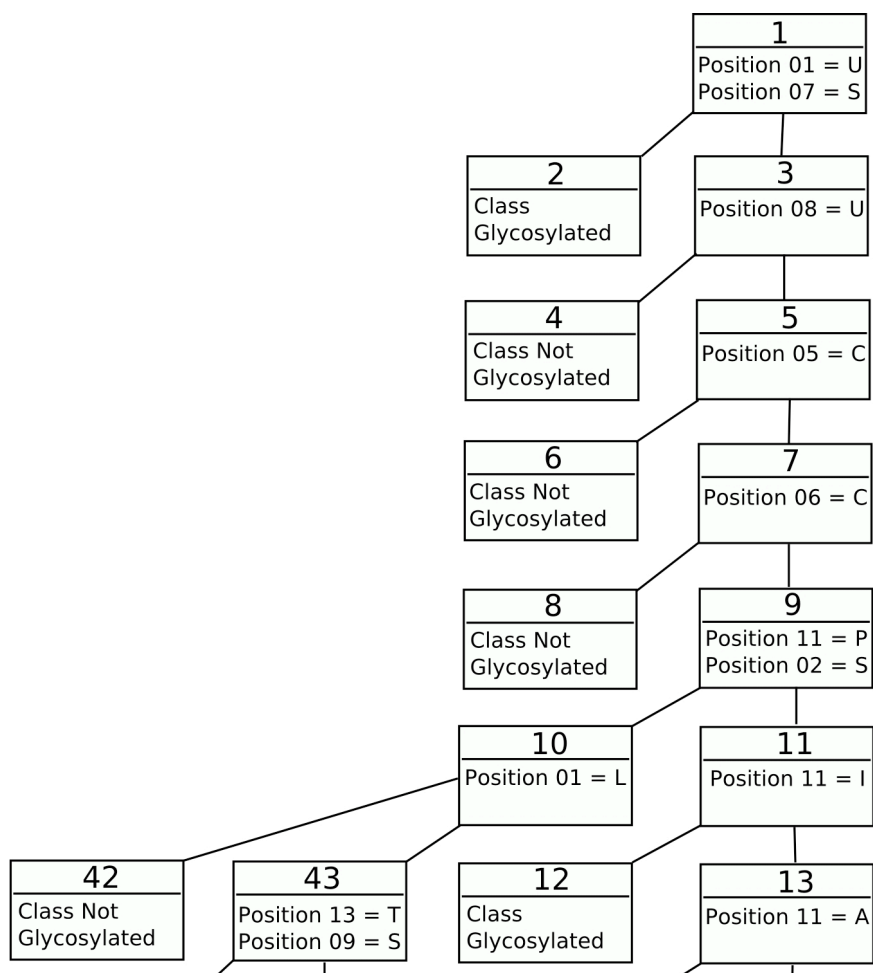 1
Position 01 = U
Position 07 = S
2
Class
Glycosylated
3
Position 08 = U
4
Class Not
Glycosylated
5
Position 05 = C
6
Class Not
Glycosylated
7
Position 06 = C
8
Class Not
Glycosylated
9
Position 11 = P
Position 02 = S
10
Position 01 = L
11
Position 11 = I
42
Class Not
Glycosylated
43
Position 13 = T
Position 09 = S
12
Class
Glycosylated
13
Position 11 = A